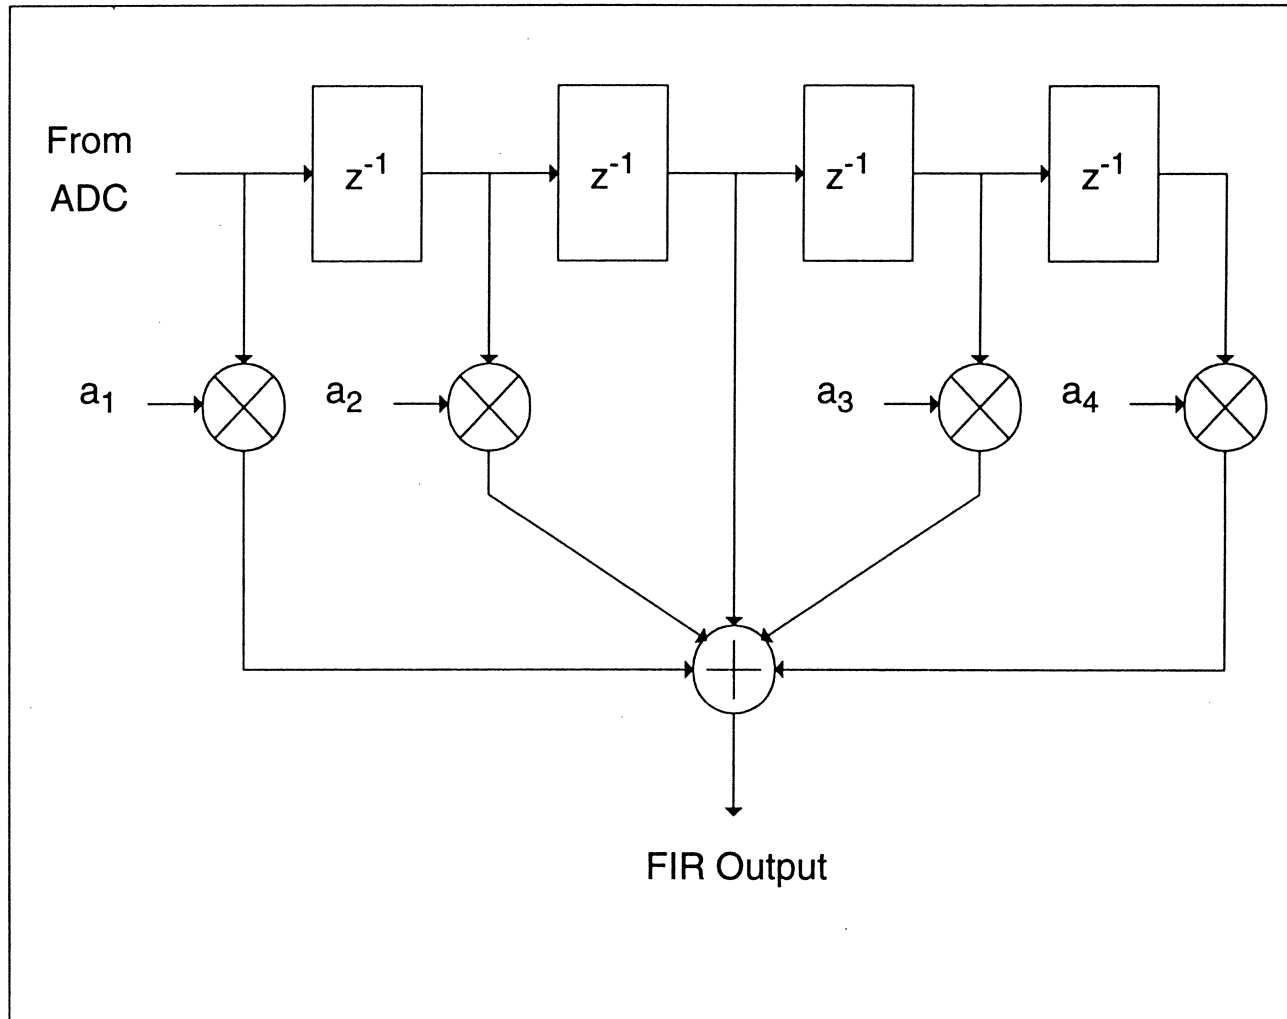 From
ADC
z⁻¹
z⁻¹
z⁻¹
z⁻¹
a₁
a₂
a₃
a₄
FIR Output